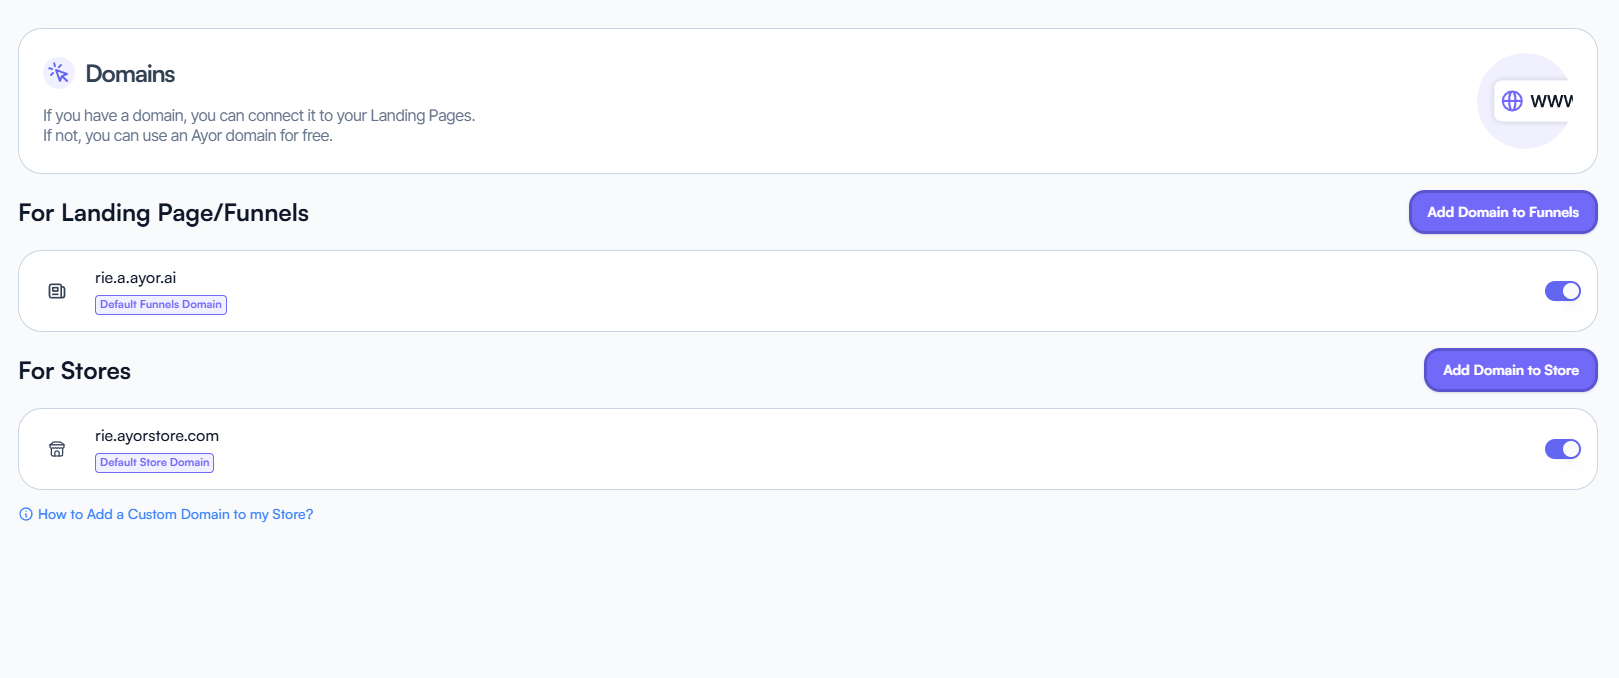 Domains
If you have a domain, you can connect it to your Landing Pages.
If not, you can use an Ayor domain for free.
WWW
For Landing Page/Funnels
Add Domain to Funnels
rie.a.ayor.ai
Default Funnels Domain
For Stores
Add Domain to Store
rie.ayorstore.com
Default Store Domain
How to Add a Custom Domain to my Store?